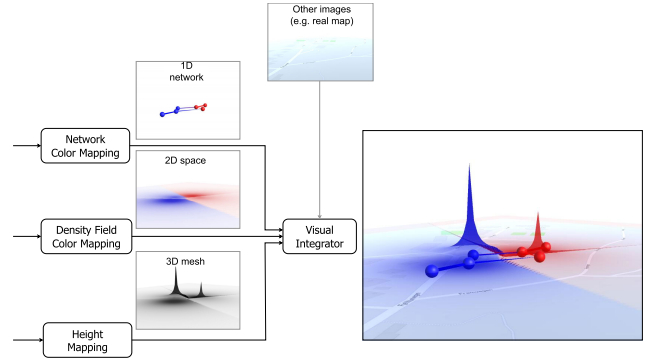 Other images
(e.g. real map)
1D
network
Network
Color Mapping
2D space
Density Field
Color Mapping
Visual
Integrator
3D mesh
Height
Mapping